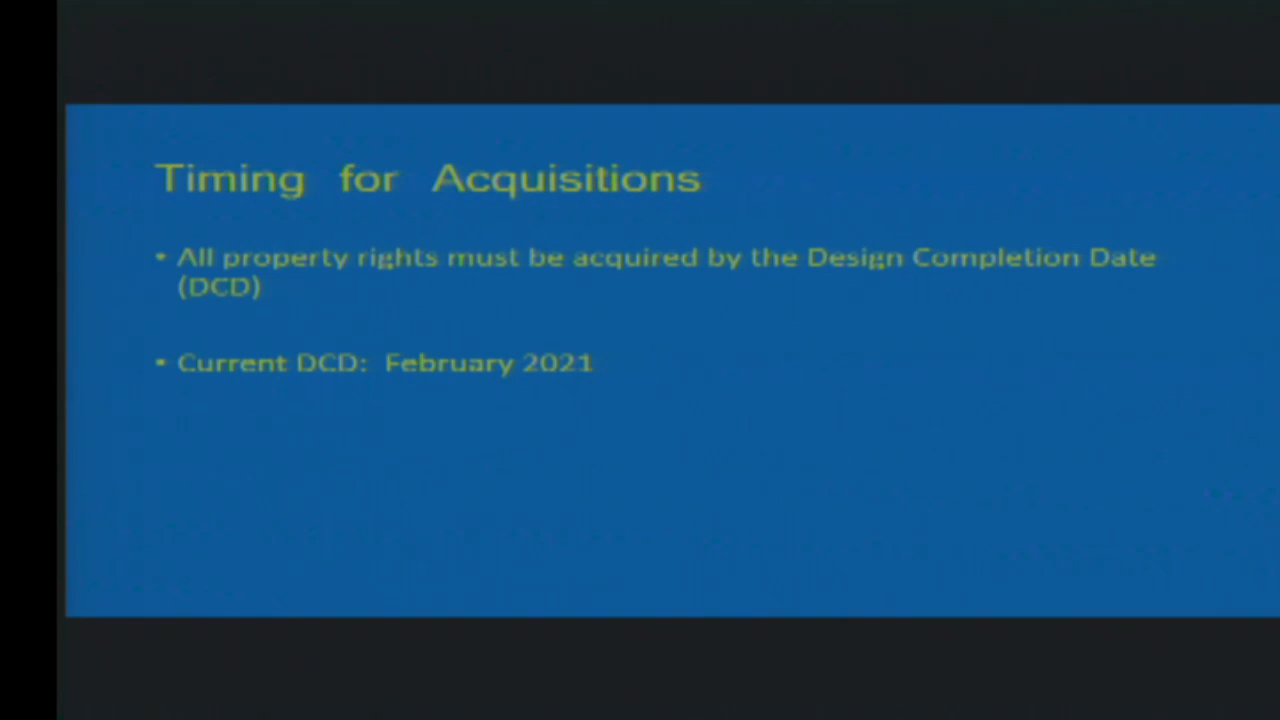 Timing for Acquisitions
• All property rights must be acquired by the Design Completion Date
(DCD)
• Current DCD: February 2021